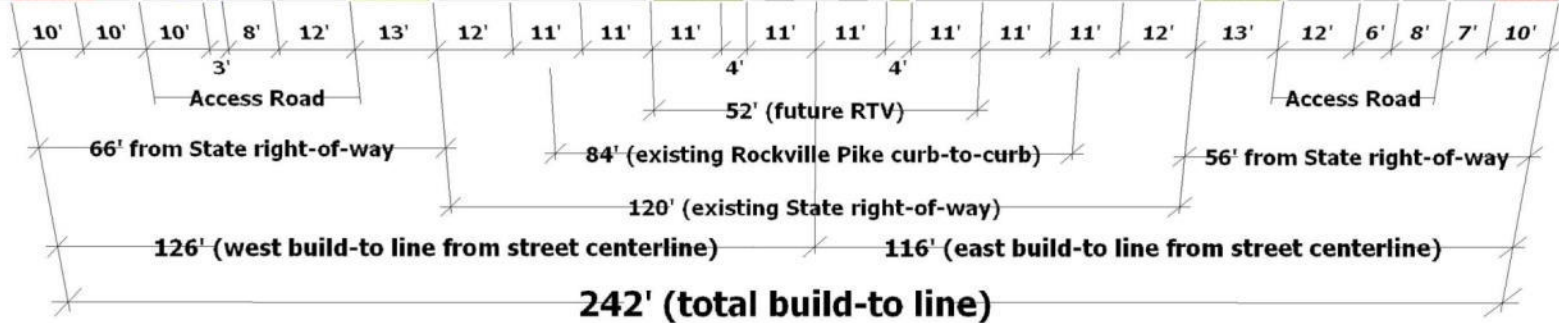 10' 10' 10' 8' 12' 13' 12' 11' 11' 11' 11' 11' 11' 11' 11' 12' 13' 12' 6' 8' 7' 10'
3' 4' 4'
Access Road 52' (future RTV) Access Road
66' from State right-of-way 84' (existing Rockville Pike curb-to-curb) 56' from State right-of-way
120' (existing State right-of-way)
126' (west build-to line from street centerline) 116' (east build-to line from street centerline)
242' (total build-to line)